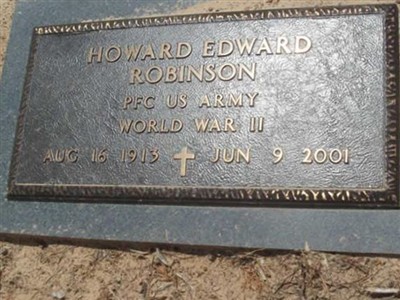 HOWARD EDWARD
ROBINSON
PFC US ARMY
WORLD WAR II
AUG 16 1913 ✝ JUN 9 2001